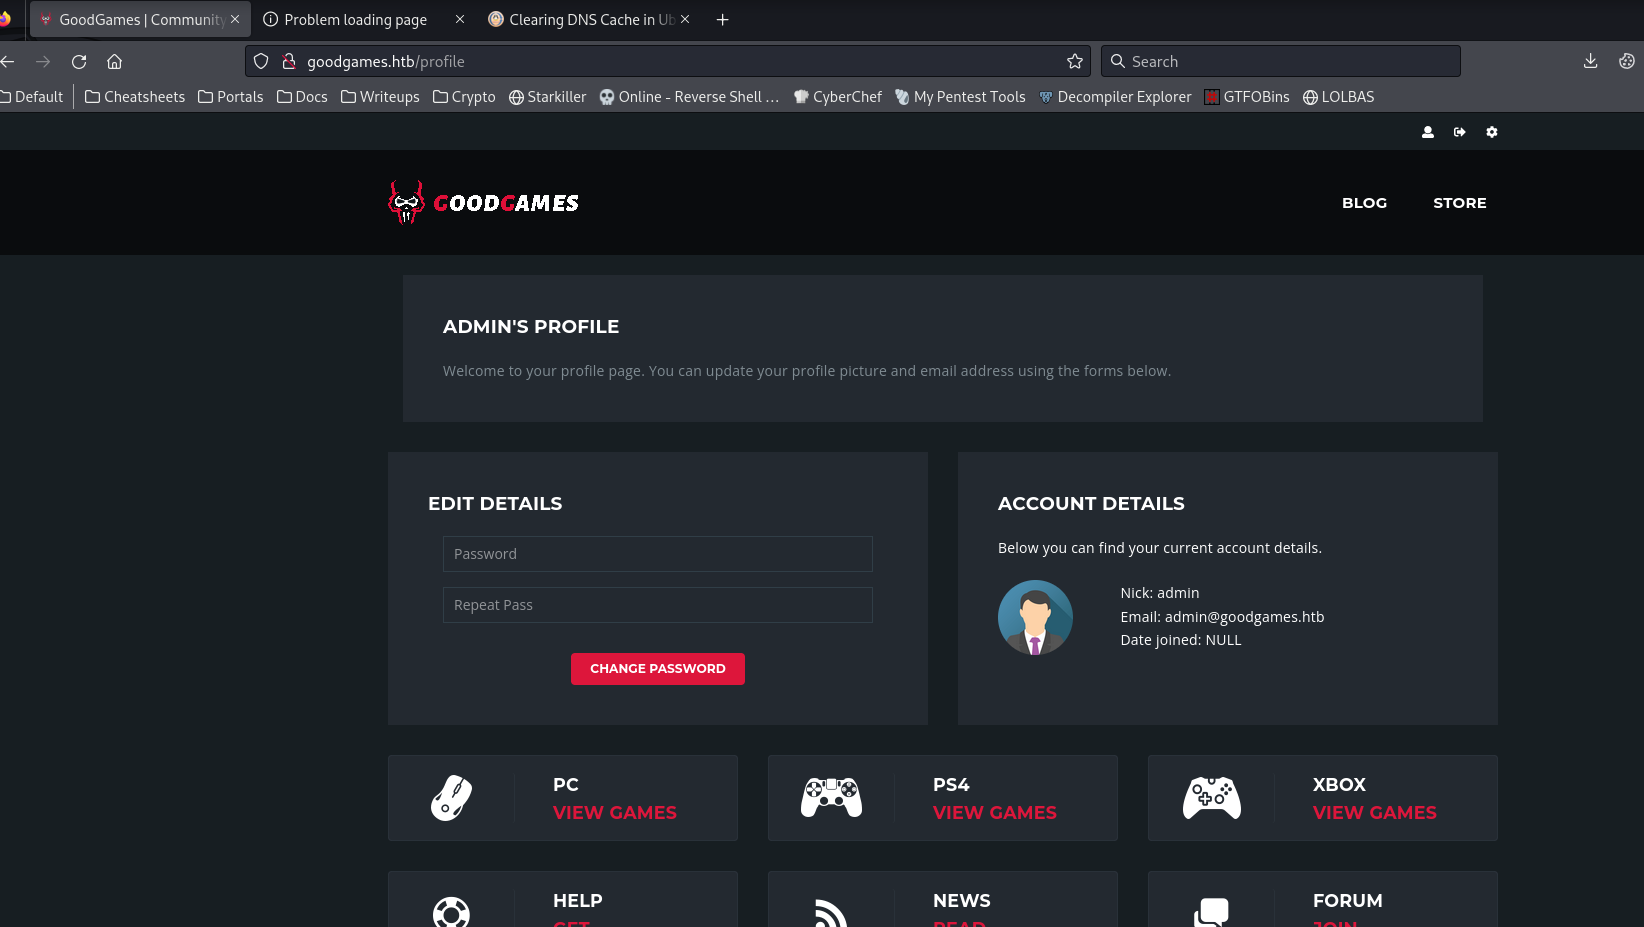 GoodGames | Community
Problem loading page
Clearing DNS Cache in Ub
goodgames.htb/profile
Search
Default
Cheatsheets
Portals
Docs
Writeups
Crypto
Starkiller
Online - Reverse Shell ...
CyberChef
My Pentest Tools
Decompiler Explorer
GTFOBins
LOLBAS
GOODGAMES
BLOG
STORE
ADMIN'S PROFILE
Welcome to your profile page. You can update your profile picture and email address using the forms below.
EDIT DETAILS
Password
Repeat Pass
CHANGE PASSWORD
ACCOUNT DETAILS
Below you can find your current account details.
Nick: admin
Email: admin@goodgames.htb
Date joined: NULL
PC
VIEW GAMES
PS4
VIEW GAMES
XBOX
VIEW GAMES
HELP
GET
NEWS
READ
FORUM
JOIN